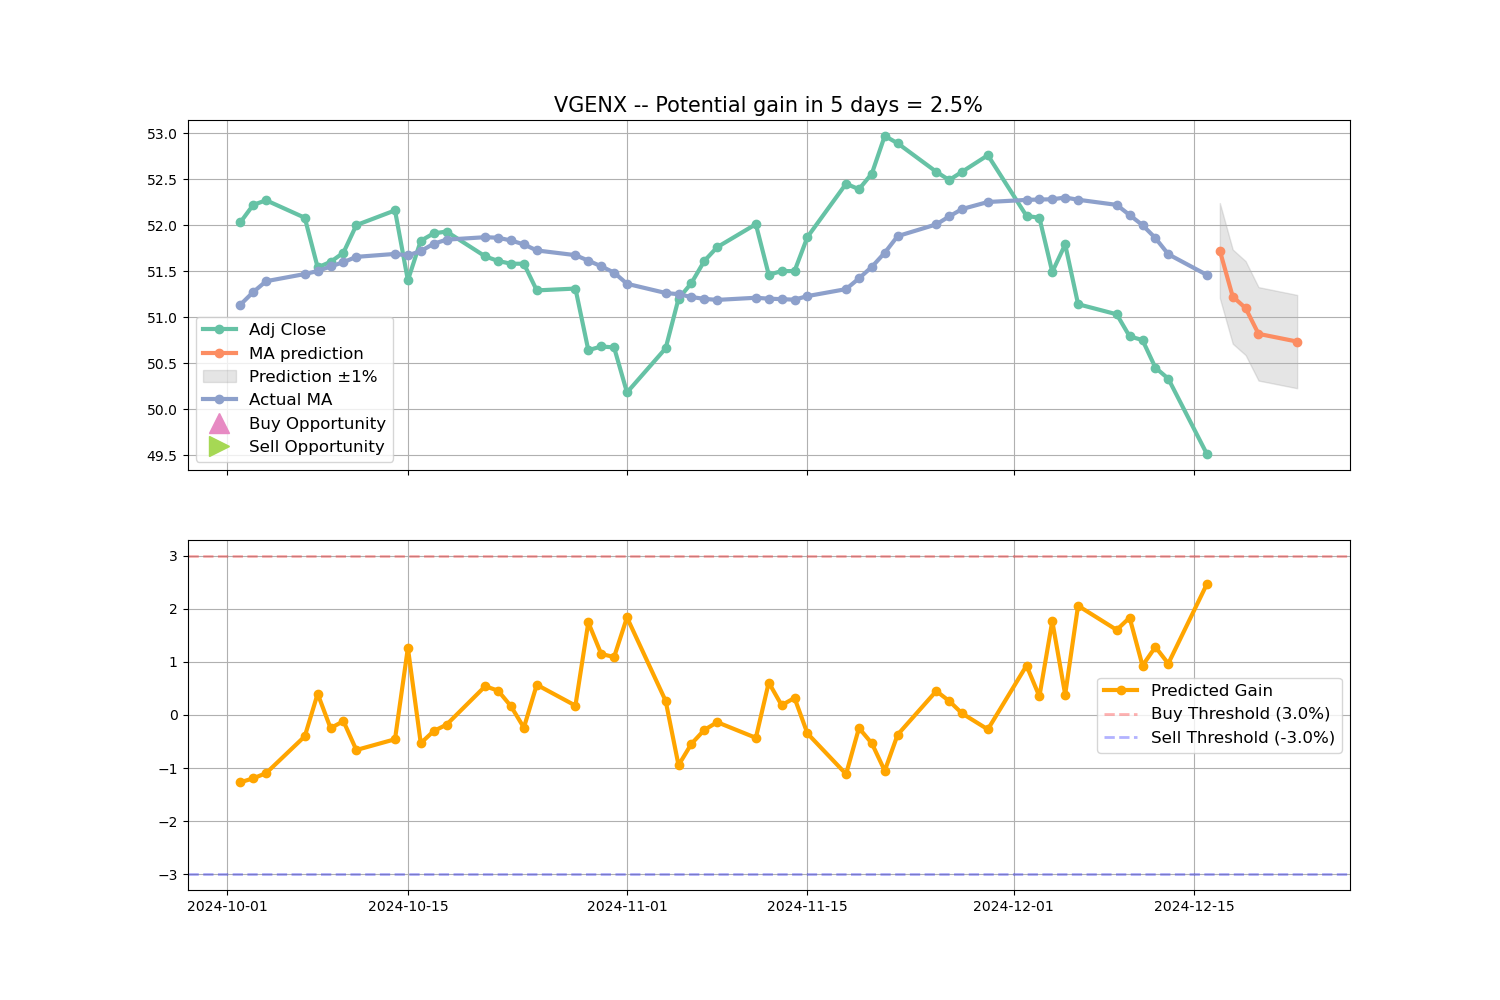 VGENX -- Potential gain in 5 days = 2.5%
53.0
52.5
52.0
51.5
51.0
50.5
50.0
49.5
Adj Close
MA prediction
Prediction ±1%
Actual MA
Buy Opportunity
Sell Opportunity
3
2
1
0
−1
−2
−3
Predicted Gain
Buy Threshold (3.0%)
Sell Threshold (-3.0%)
2024-10-01
2024-10-15
2024-11-01
2024-11-15
2024-12-01
2024-12-15